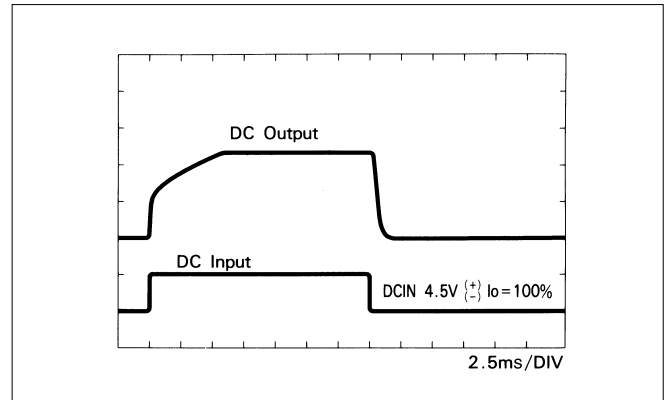 DC Output
DC Input
DCIN 4.5V (+) (-) Io=100%
2.5ms/DIV